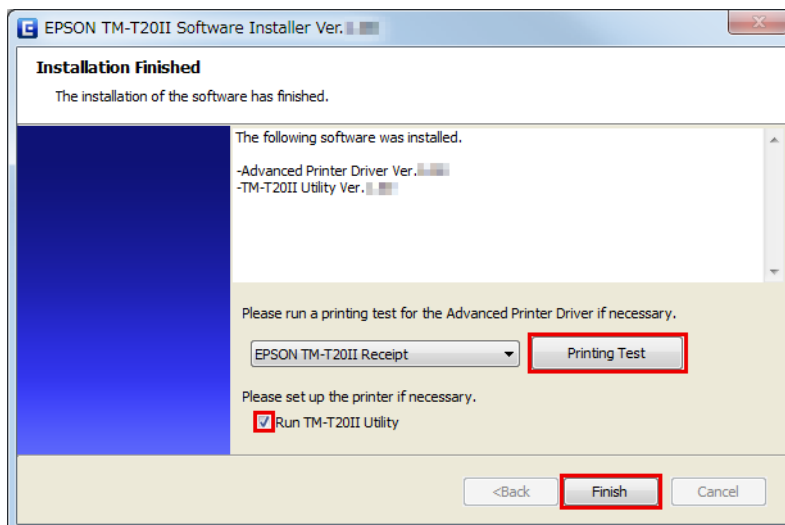 EPSON TM-T20II Software Installer Ver.
Installation Finished
The installation of the software has finished.
The following software was installed.
-Advanced Printer Driver Ver.
-TM-T20II Utility Ver.
Please run a printing test for the Advanced Printer Driver if necessary.
EPSON TM-T20II Receipt
Printing Test
Please set up the printer if necessary.
Run TM-T20II Utility
<Back
Finish
Cancel